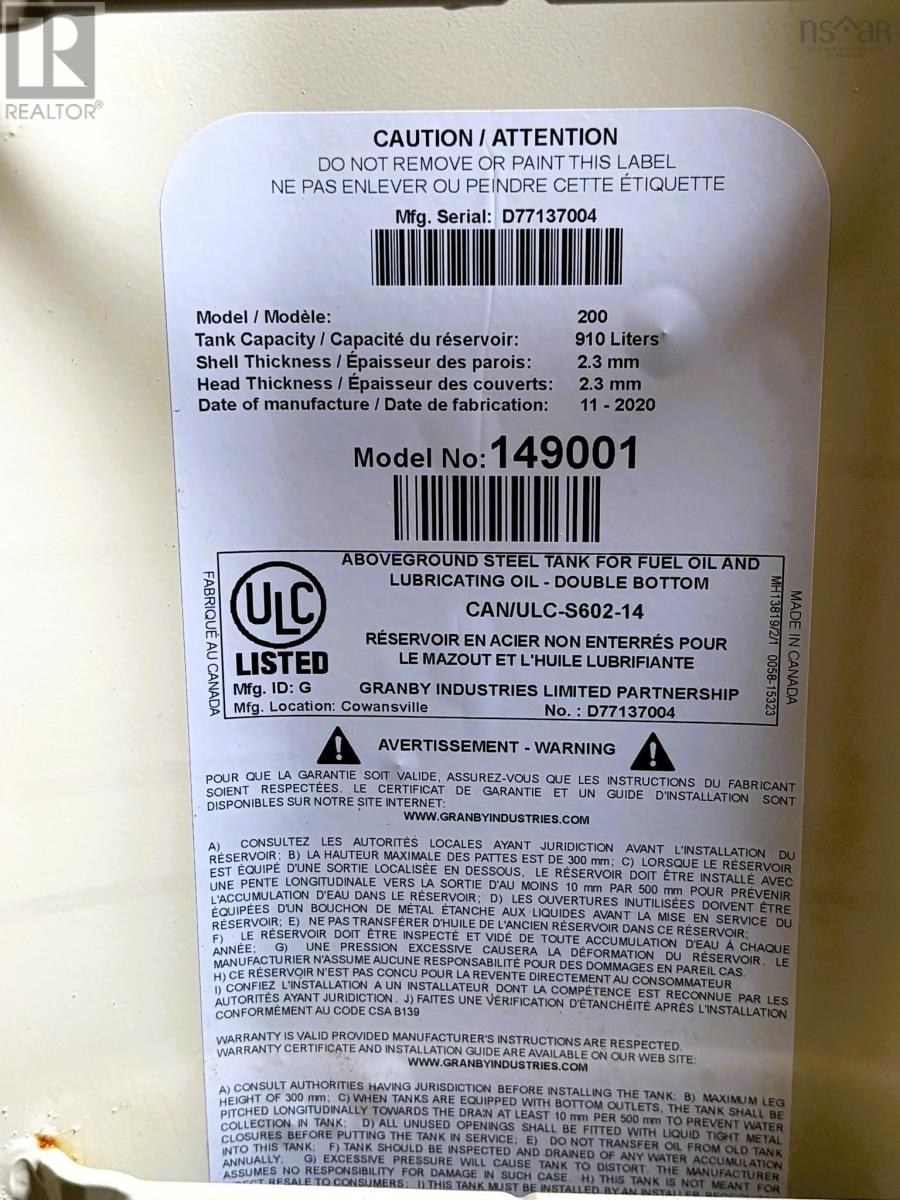 REALTOR®
nsar
CAUTION / ATTENTION
DO NOT REMOVE OR PAINT THIS LABEL
NE PAS ENLEVER OU PEINDRE CETTE ÉTIQUETTE
Mfg. Serial: D77137004
Model / Modèle: 200
Tank Capacity / Capacité du réservoir: 910 Liters
Shell Thickness / Épaisseur des parois: 2.3 mm
Head Thickness / Épaisseur des couverts: 2.3 mm
Date of manufacture / Date de fabrication: 11 - 2020
Model No: 149001
FABRIQUÉ AU CANADA
ULC
LISTED
ABOVEGROUND STEEL TANK FOR FUEL OIL AND
LUBRICATING OIL - DOUBLE BOTTOM
CAN/ULC-S602-14
RÉSERVOIR EN ACIER NON ENTERRÉS POUR
LE MAZOUT ET L'HUILE LUBRIFIANTE
Mfg. ID: G GRANBY INDUSTRIES LIMITED PARTNERSHIP
Mfg. Location: Cowansville No. : D77137004
MH13819/2/1 0058-15323
MADE IN CANADA
AVERTISSEMENT - WARNING
POUR QUE LA GARANTIE SOIT VALIDE, ASSUREZ-VOUS QUE LES INSTRUCTIONS DU FABRICANT
SOIENT RESPECTÉES. LE CERTIFICAT DE GARANTIE ET UN GUIDE D'INSTALLATION SONT
DISPONIBLES SUR NOTRE SITE INTERNET:
WWW.GRANBYINDUSTRIES.COM
A) CONSULTEZ LES AUTORITÉS LOCALES AYANT JURIDICTION AVANT L'INSTALLATION DU
RÉSERVOIR; B) LA HAUTEUR MAXIMALE DES PATTES EST DE 300 mm; C) LORSQUE LE RÉSERVOIR
EST ÉQUIPÉ D'UNE SORTIE LOCALISÉE EN DESSOUS, LE RÉSERVOIR DOIT ÊTRE INSTALLÉ AVEC
UNE PENTE LONGITUDINALE VERS LA SORTIE D'AU MOINS 10 mm PAR 500 mm POUR PRÉVENIR
L'ACCUMULATION D'EAU DANS LE RÉSERVOIR; D) LES OUVERTURES INUTILISÉES DOIVENT ÊTRE
ÉQUIPÉES D'UN BOUCHON DE MÉTAL ÉTANCHE AUX LIQUIDES AVANT LA MISE EN SERVICE DU
RÉSERVOIR; E) NE PAS TRANSFÉRER D'HUILE DE L'ANCIEN RÉSERVOIR DANS CE RÉSERVOIR;
F) LE RÉSERVOIR DOIT ÊTRE INSPECTÉ ET VIDÉ DE TOUTE ACCUMULATION D'EAU À CHAQUE
ANNÉE; G) UNE PRESSION EXCESSIVE CAUSERA LA DÉFORMATION DU RÉSERVOIR. LE
MANUFACTURIER N'ASSUME AUCUNE RESPONSABILITÉ POUR DES DOMMAGES EN PAREIL CAS.
H) CE RÉSERVOIR N'EST PAS CONCU POUR LA REVENTE DIRECTEMENT AU CONSOMMATEUR
I) CONFIEZ L'INSTALLATION A UN INSTALLATEUR DONT LA COMPÉTENCE EST RECONNUE PAR LES
AUTORITÉS AYANT JURIDICTION. J) FAITES UNE VÉRIFICATION D'ÉTANCHÉITÉ APRÈS L'INSTALLATION
CONFORMÉMENT AU CODE CSA B139
WARRANTY IS VALID PROVIDED MANUFACTURER'S INSTRUCTIONS ARE RESPECTED.
WARRANTY CERTIFICATE AND INSTALLATION GUIDE ARE AVAILABLE ON OUR WEB SITE:
WWW.GRANBYINDUSTRIES.COM
A) CONSULT AUTHORITIES HAVING JURISDICTION BEFORE INSTALLING THE TANK; B) MAXIMUM LEG
HEIGHT OF 300 mm; C) WHEN TANKS ARE EQUIPPED WITH BOTTOM OUTLETS, THE TANK SHALL BE
PITCHED LONGITUDINALLY TOWARDS THE DRAIN AT LEAST 10 mm PER 500 mm TO PREVENT WATER
COLLECTION IN TANK; D) ALL UNUSED OPENINGS SHALL BE FITTED WITH LIQUID TIGHT METAL
CLOSURES BEFORE PUTTING THE TANK IN SERVICE; E) DO NOT TRANSFER OIL FROM OLD TANK
INTO THIS TANK; F) TANK SHOULD BE INSPECTED AND DRAINED OF ANY WATER ACCUMULATION
ANNUALLY; G) EXCESSIVE PRESSURE WILL CAUSE TANK TO DISTORT. THE MANUFACTURER
ASSUMES NO RESPONSIBILITY FOR DAMAGE IN SUCH CASE. H) THIS TANK IS NOT MEANT FOR
RESALE TO CONSUMERS; I) THIS TANK MUST BE INSTALLED BY AN INSTALLER